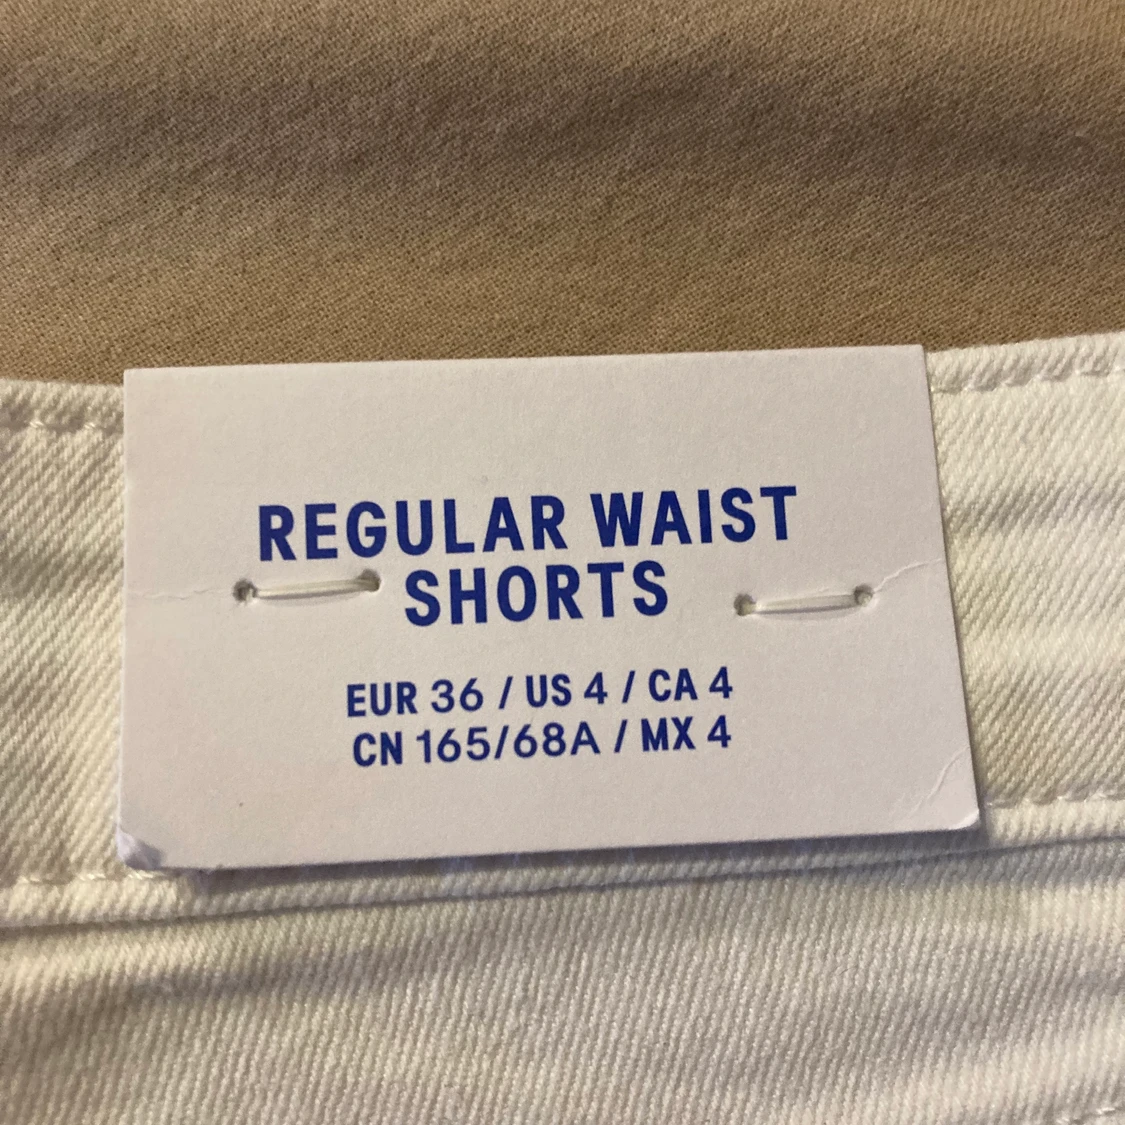 REGULAR WAIST
SHORTS
EUR 36 / US 4 / CA 4
CN 165/68A / MX 4